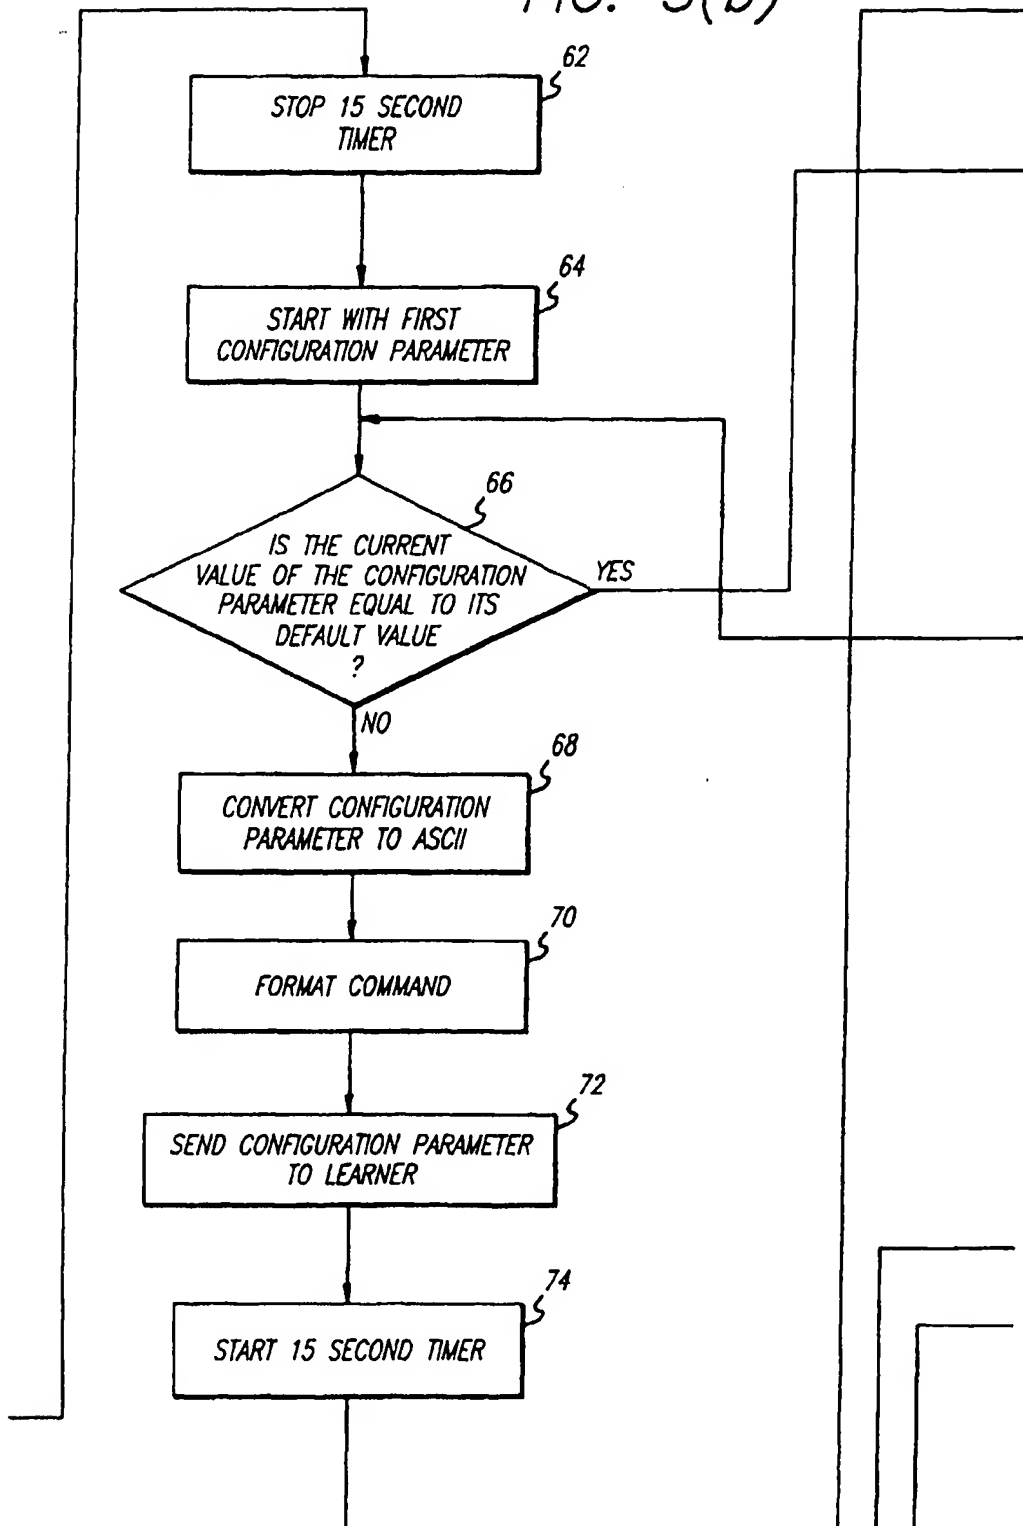 FIG. 3(b)
62
STOP 15 SECOND
TIMER
64
START WITH FIRST
CONFIGURATION PARAMETER
66
IS THE CURRENT
VALUE OF THE CONFIGURATION
PARAMETER EQUAL TO ITS
DEFAULT VALUE
?
YES
NO
68
CONVERT CONFIGURATION
PARAMETER TO ASCII
70
FORMAT COMMAND
72
SEND CONFIGURATION PARAMETER
TO LEARNER
74
START 15 SECOND TIMER